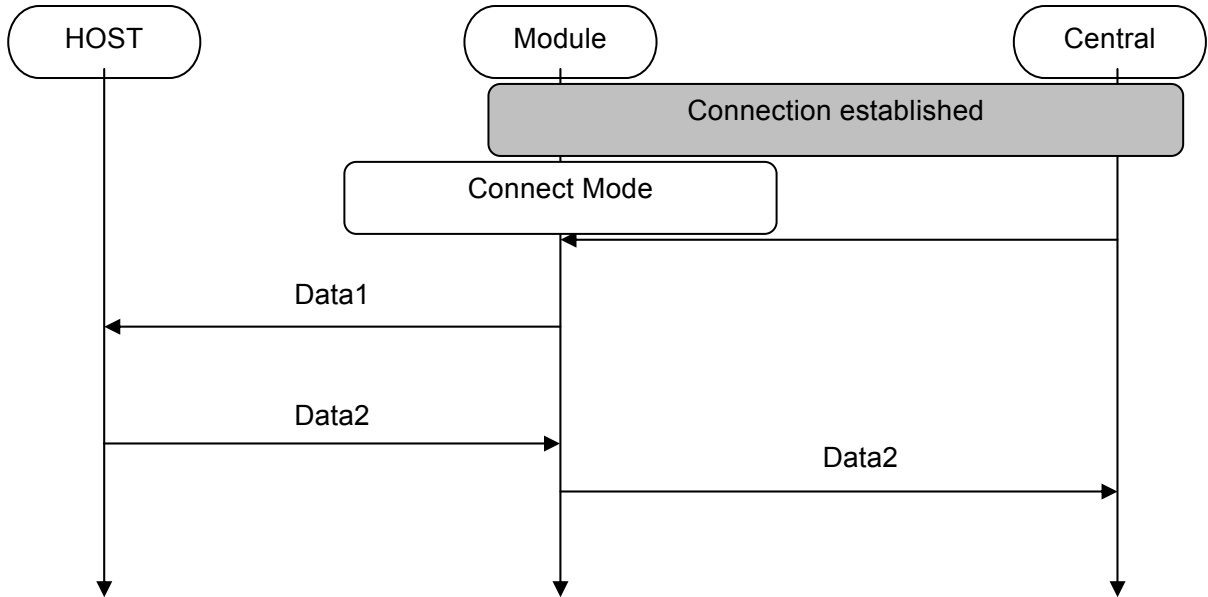 HOST
Module
Central
Connection established
Connect Mode
Data1
Data2
Data2